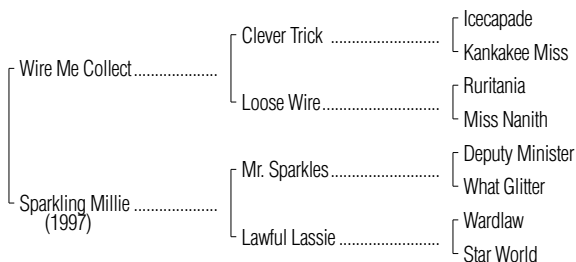 Icecapade
Clever Trick ..........................
Kankakee Miss
Wire Me Collect....................
Ruritania
Loose Wire............................
Miss Nanith
Deputy Minister
Mr. Sparkles..........................
What Glitter
Sparkling Millie ....................
(1997)
Wardlaw
Lawful Lassie ........................
Star World